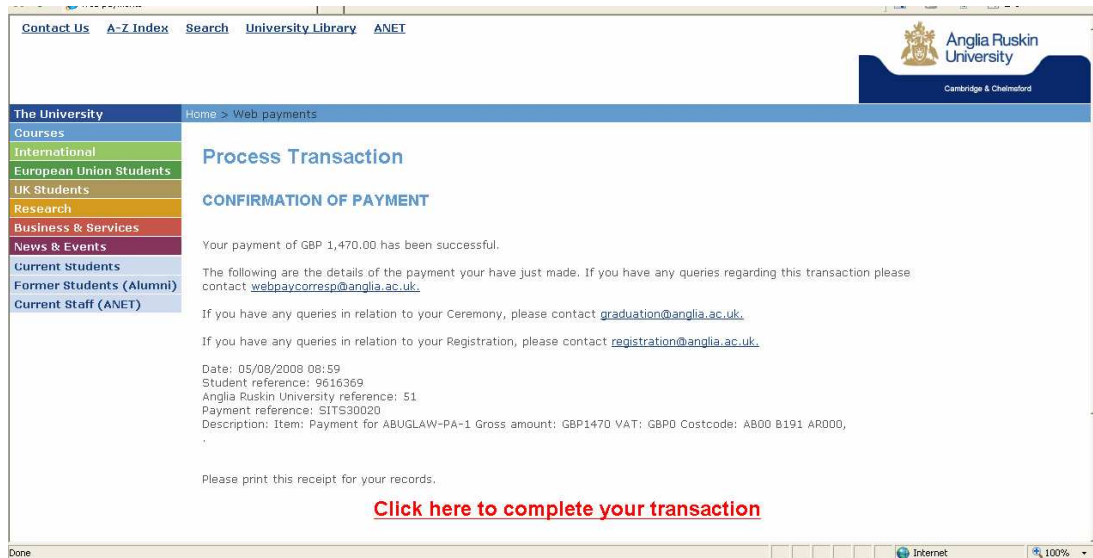 Contact Us A-Z Index Search University Library ANET
Anglia Ruskin
University
Cambridge & Chelmsford
The University
Home > Web payments
Courses
International
European Union Students
UK Students
Research
Business & Services
News & Events
Current Students
Former Students (Alumni)
Current Staff (ANET)
Process Transaction
CONFIRMATION OF PAYMENT
Your payment of GBP 1,470.00 has been successful.
The following are the details of the payment your have just made. If you have any queries regarding this transaction please
contact webpaycorresp@anglia.ac.uk.
If you have any queries in relation to your Ceremony, please contact graduation@anglia.ac.uk.
If you have any queries in relation to your Registration, please contact registration@anglia.ac.uk.
Date: 05/08/2008 08:59
Student reference: 9616369
Anglia Ruskin University reference: 51
Payment reference: SITS30020
Description: Item: Payment for ABUGLAW-PA-1 Gross amount: GBP1470 VAT: GBP0 Costcode: AB00 B191 AR000,
.
Please print this receipt for your records.
Click here to complete your transaction
Done Internet 100%